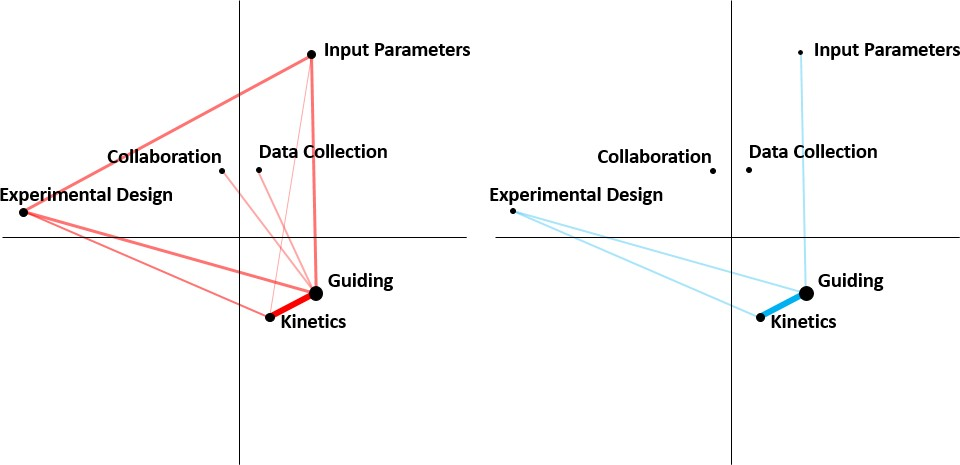 Input Parameters
Collaboration
Data Collection
Experimental Design
Guiding
Kinetics
Input Parameters
Collaboration
Data Collection
Experimental Design
Guiding
Kinetics